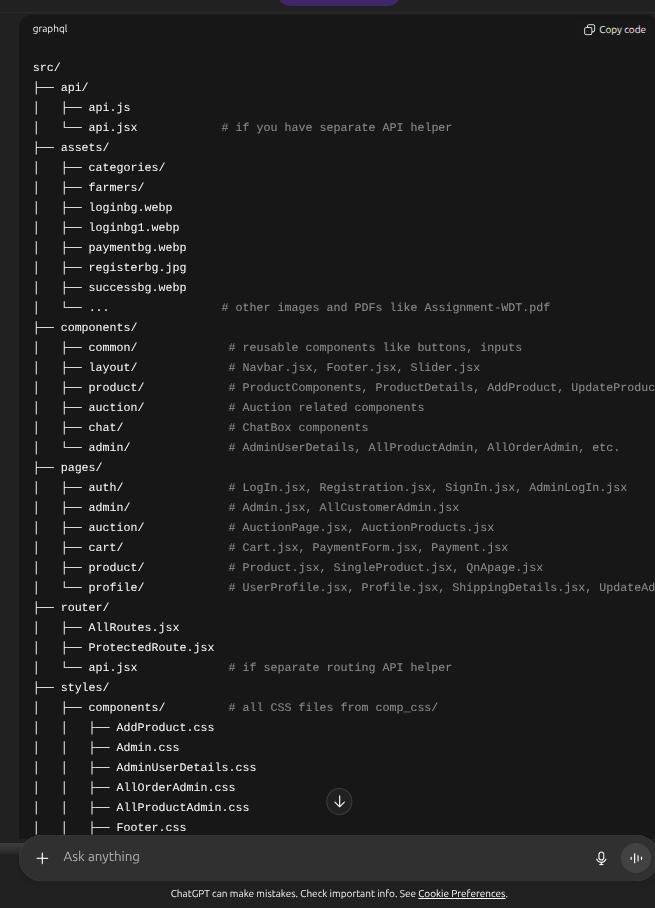 graphql
Copy code
src/
├── api/
│   ├── api.js
│   └── api.jsx            # if you have separate API helper
├── assets/
│   ├── categories/
│   ├── farmers/
│   ├── loginbg.webp
│   ├── loginbg1.webp
│   ├── paymentbg.webp
│   ├── registerbg.jpg
│   ├── successbg.webp
│   └── ...                # other images and PDFs like Assignment-WDT.pdf
├── components/
│   ├── common/            # reusable components like buttons, inputs
│   ├── layout/            # Navbar.jsx, Footer.jsx, Slider.jsx
│   ├── product/           # ProductComponents, ProductDetails, AddProduct, UpdateProduc
│   ├── auction/           # Auction related components
│   ├── chat/              # ChatBox components
│   └── admin/             # AdminUserDetails, AllProductAdmin, AllOrderAdmin, etc.
├── pages/
│   ├── auth/              # LogIn.jsx, Registration.jsx, SignIn.jsx, AdminLogIn.jsx
│   ├── admin/             # Admin.jsx, AllCustomerAdmin.jsx
│   ├── auction/           # AuctionPage.jsx, AuctionProducts.jsx
│   ├── cart/              # Cart.jsx, PaymentForm.jsx, Payment.jsx
│   ├── product/           # Product.jsx, SingleProduct.jsx, QnApage.jsx
│   └── profile/           # UserProfile.jsx, Profile.jsx, ShippingDetails.jsx, UpdateAd
├── router/
│   ├── AllRoutes.jsx
│   ├── ProtectedRoute.jsx
│   └── api.jsx            # if separate routing API helper
├── styles/
│   ├── components/        # all CSS files from comp_css/
│   │   ├── AddProduct.css
│   │   ├── Admin.css
│   │   ├── AdminUserDetails.css
│   │   ├── AllOrderAdmin.css
│   │   ├── AllProductAdmin.css
│   │   ├── Footer.css
Ask anything
ChatGPT can make mistakes. Check important info. See Cookie Preferences.